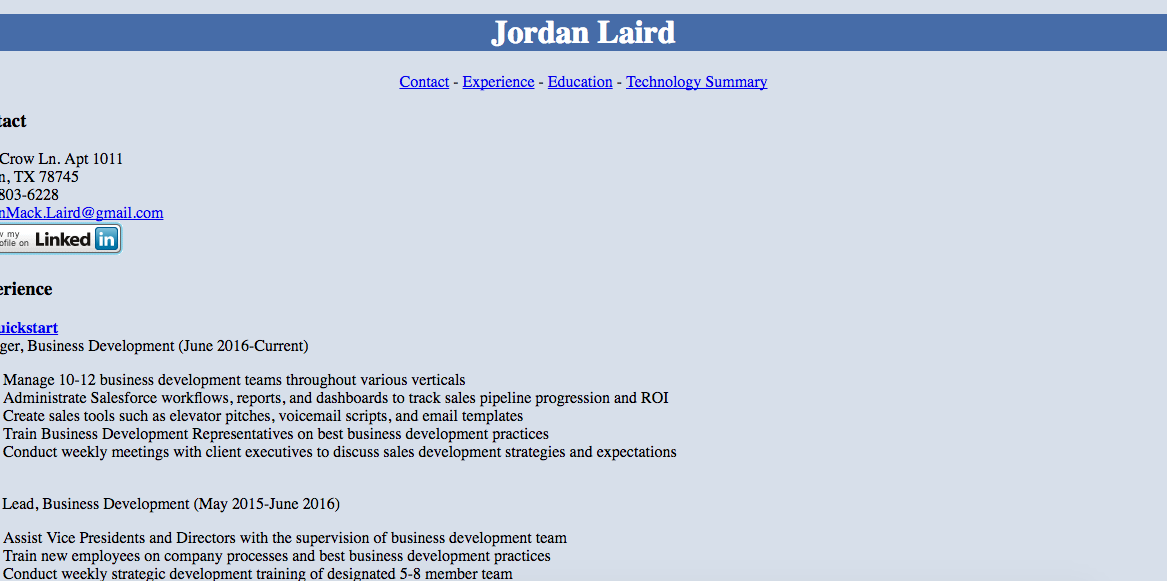 Jordan Laird
Contact - Experience - Education - Technology Summary
tact
Crow Ln. Apt 1011
n, TX 78745
803-6228
nMack.Laird@gmail.com
w my
ofile on Linked in
erience
uickstart
ger, Business Development (June 2016-Current)
Manage 10-12 business development teams throughout various verticals
Administrate Salesforce workflows, reports, and dashboards to track sales pipeline progression and ROI
Create sales tools such as elevator pitches, voicemail scripts, and email templates
Train Business Development Representatives on best business development practices
Conduct weekly meetings with client executives to discuss sales development strategies and expectations
Lead, Business Development (May 2015-June 2016)
Assist Vice Presidents and Directors with the supervision of business development team
Train new employees on company processes and best business development practices
Conduct weekly strategic development training of designated 5-8 member team